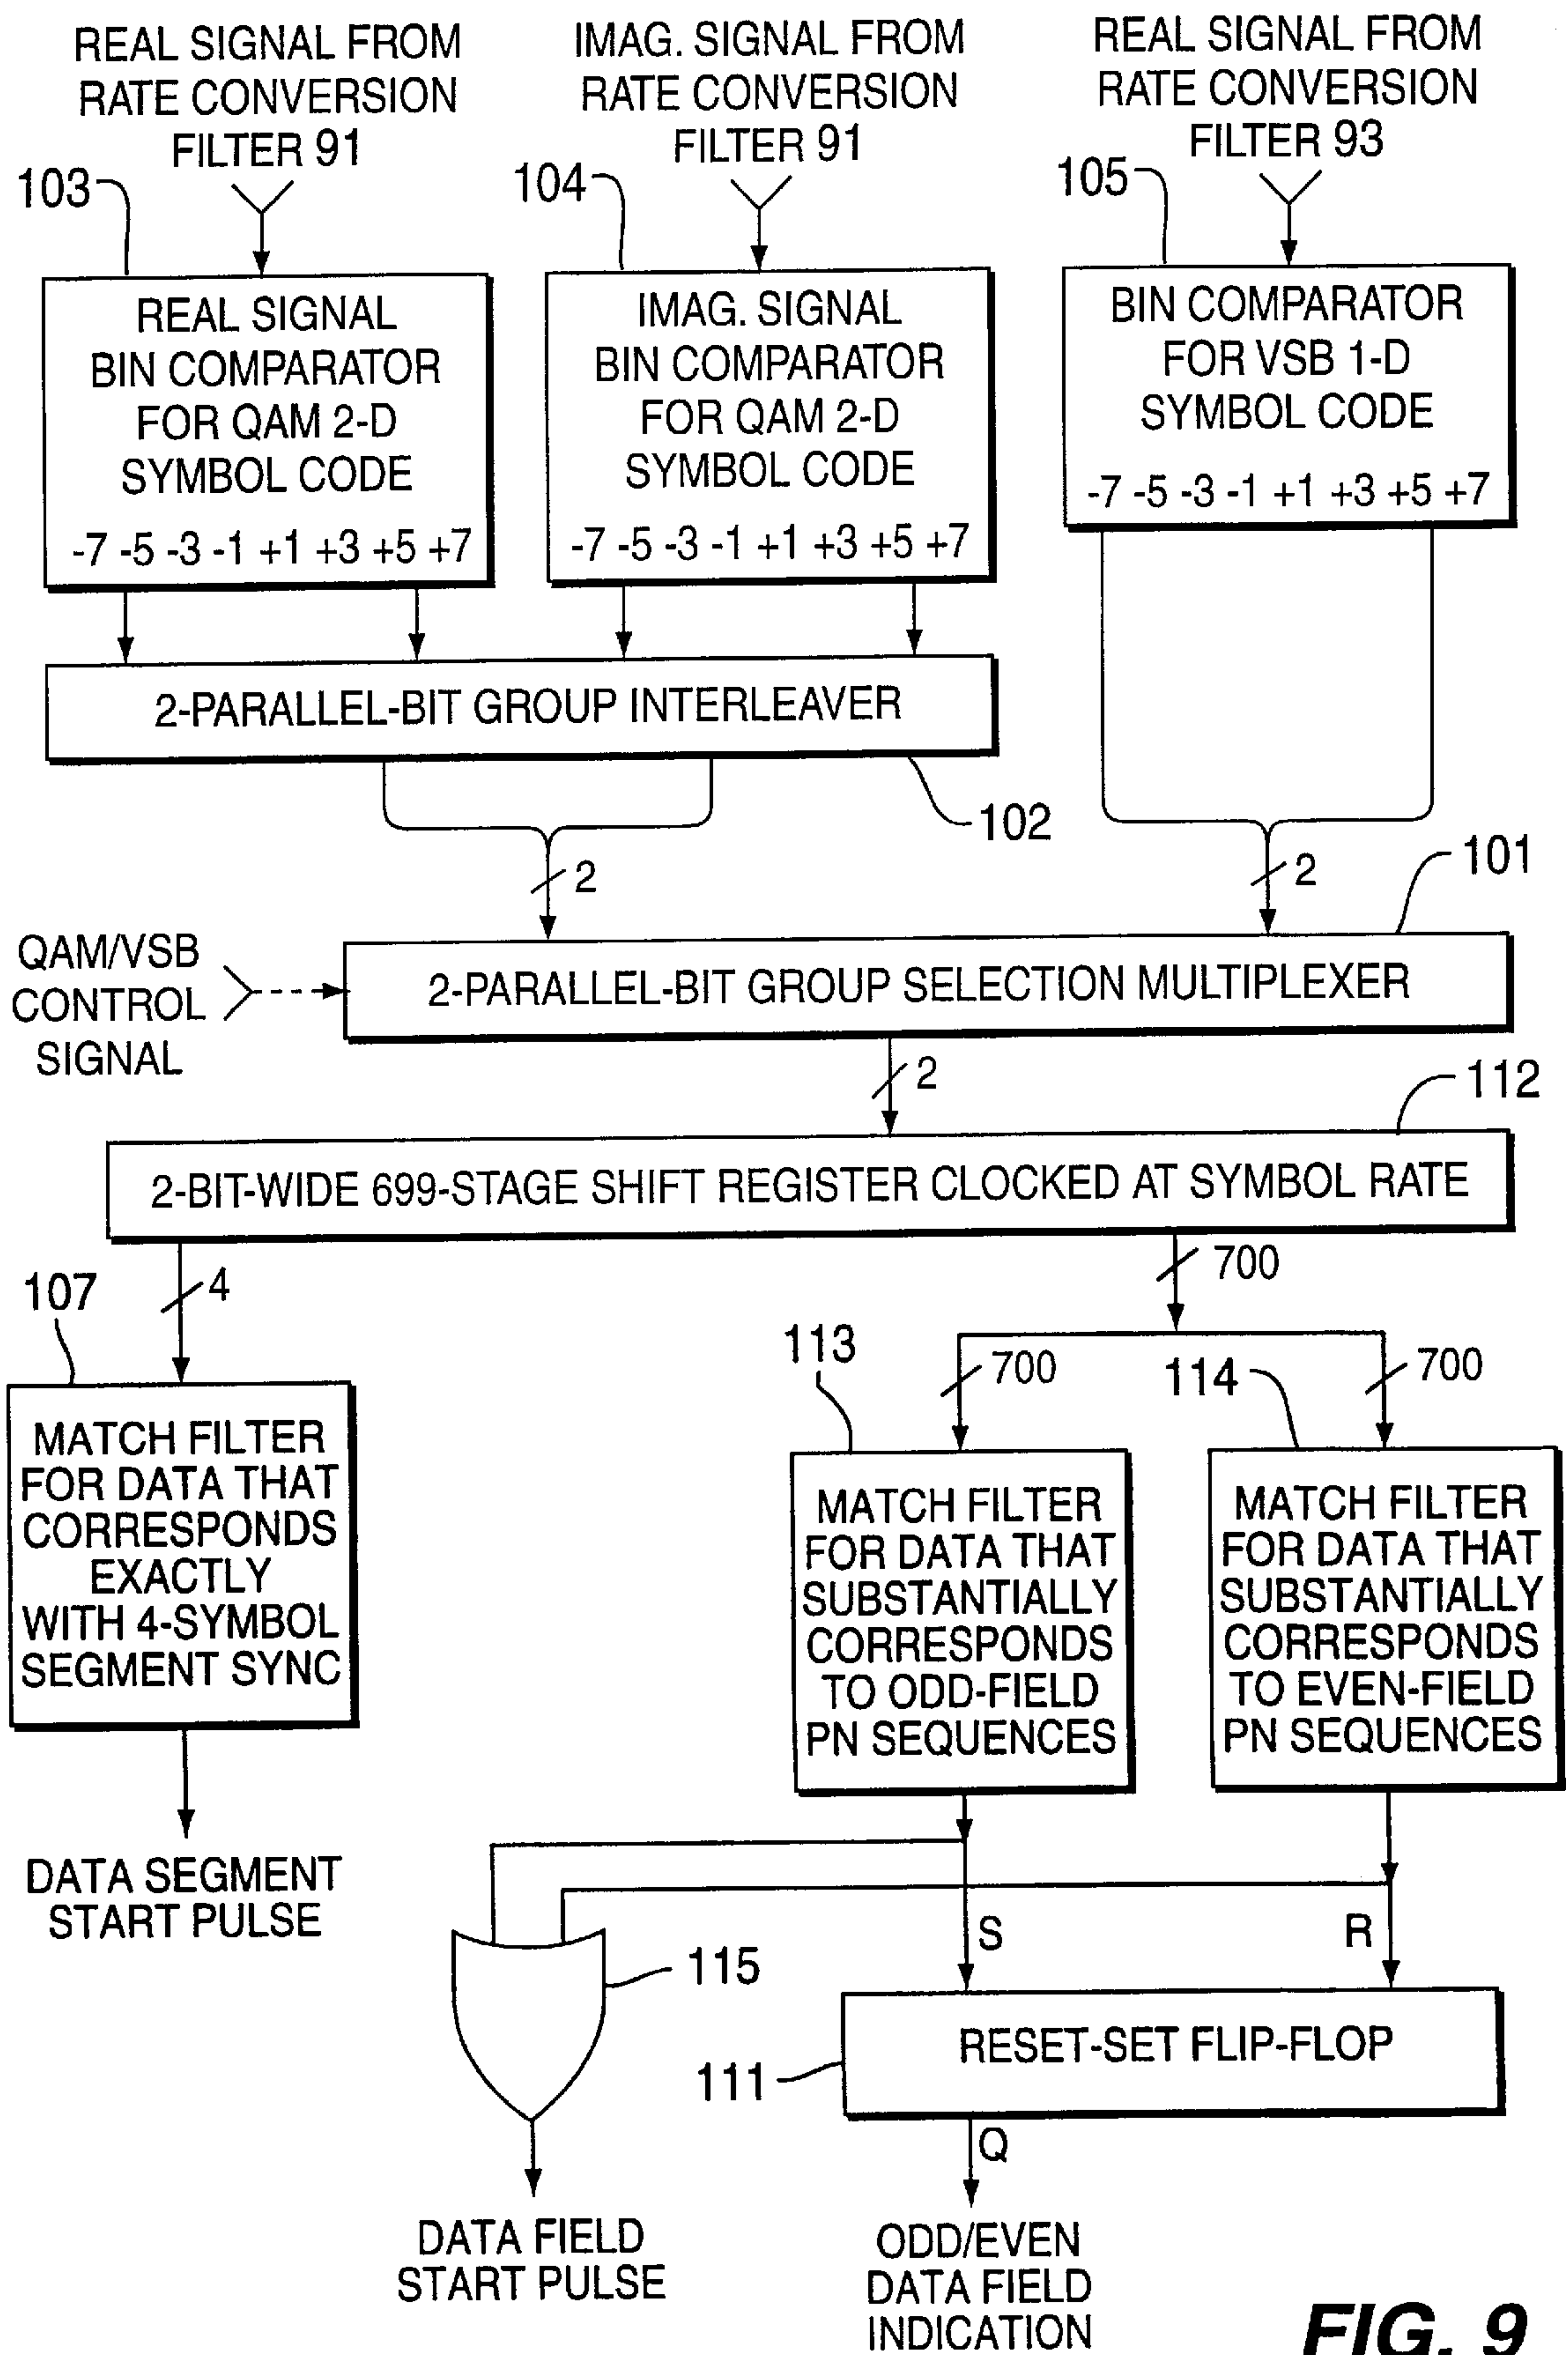 REAL SIGNAL FROM
RATE CONVERSION
FILTER 91
IMAG. SIGNAL FROM
RATE CONVERSION
FILTER 91
REAL SIGNAL FROM
RATE CONVERSION
FILTER 93
103
104
105
REAL SIGNAL
BIN COMPARATOR
FOR QAM 2-D
SYMBOL CODE
-7 -5 -3 -1 +1 +3 +5 +7
IMAG. SIGNAL
BIN COMPARATOR
FOR QAM 2-D
SYMBOL CODE
-7 -5 -3 -1 +1 +3 +5 +7
BIN COMPARATOR
FOR VSB 1-D
SYMBOL CODE
-7 -5 -3 -1 +1 +3 +5 +7
2-PARALLEL-BIT GROUP INTERLEAVER
102
2
2
101
QAM/VSB
CONTROL
SIGNAL
2-PARALLEL-BIT GROUP SELECTION MULTIPLEXER
2
112
2-BIT-WIDE 699-STAGE SHIFT REGISTER CLOCKED AT SYMBOL RATE
107
4
700
113
700
114
700
MATCH FILTER
FOR DATA THAT
CORRESPONDS
EXACTLY
WITH 4-SYMBOL
SEGMENT SYNC
MATCH FILTER
FOR DATA THAT
SUBSTANTIALLY
CORRESPONDS
TO ODD-FIELD
PN SEQUENCES
MATCH FILTER
FOR DATA THAT
SUBSTANTIALLY
CORRESPONDS
TO EVEN-FIELD
PN SEQUENCES
DATA SEGMENT
START PULSE
S
R
115
RESET-SET FLIP-FLOP
111
Q
DATA FIELD
START PULSE
ODD/EVEN
DATA FIELD
INDICATION
FIG. 9